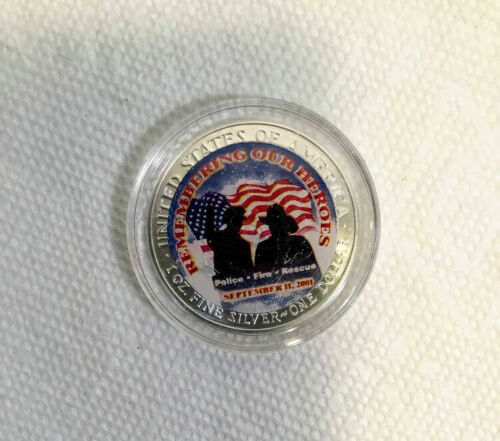 UNITED STATES OF AMERICA
REMEMBERING OUR HEROES
Police • Fire • Rescue
SEPTEMBER 11, 2001
1 OZ. FINE SILVER~ONE DOLLAR